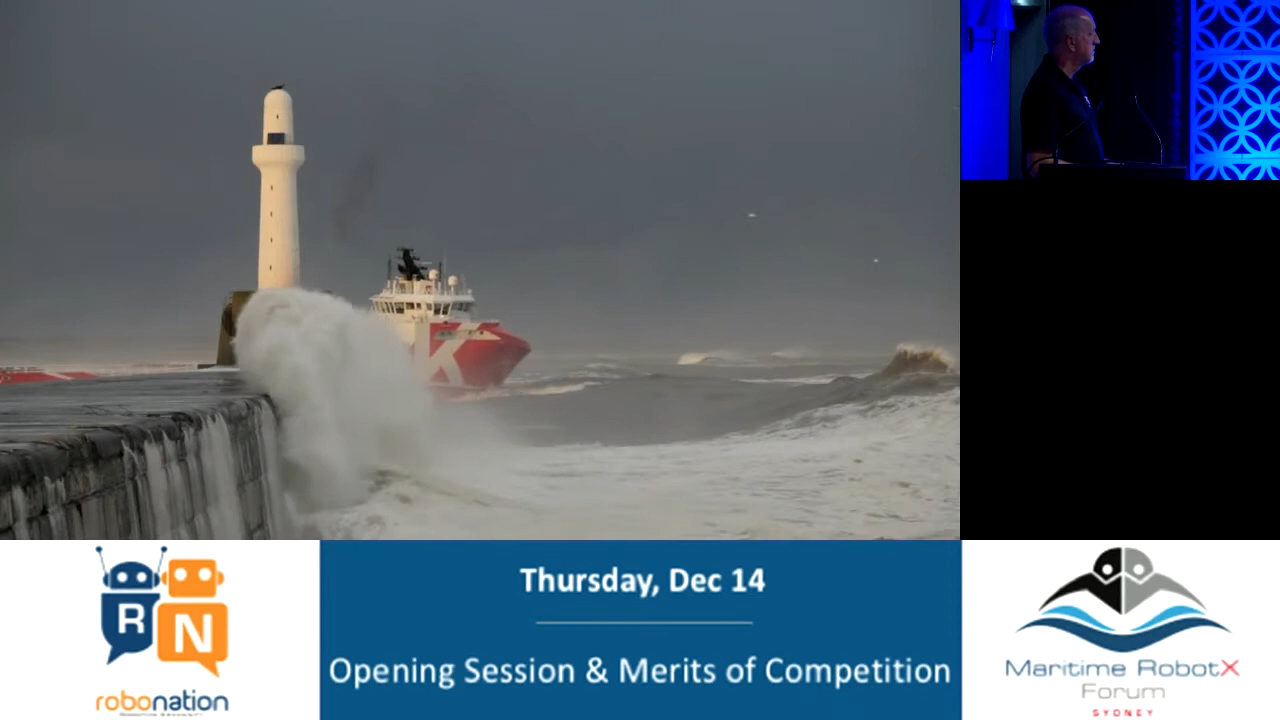 Thursday, Dec 14
Opening Session & Merits of Competition
R
N
robonation
Maritime RobotX
Forum
SYDNEY